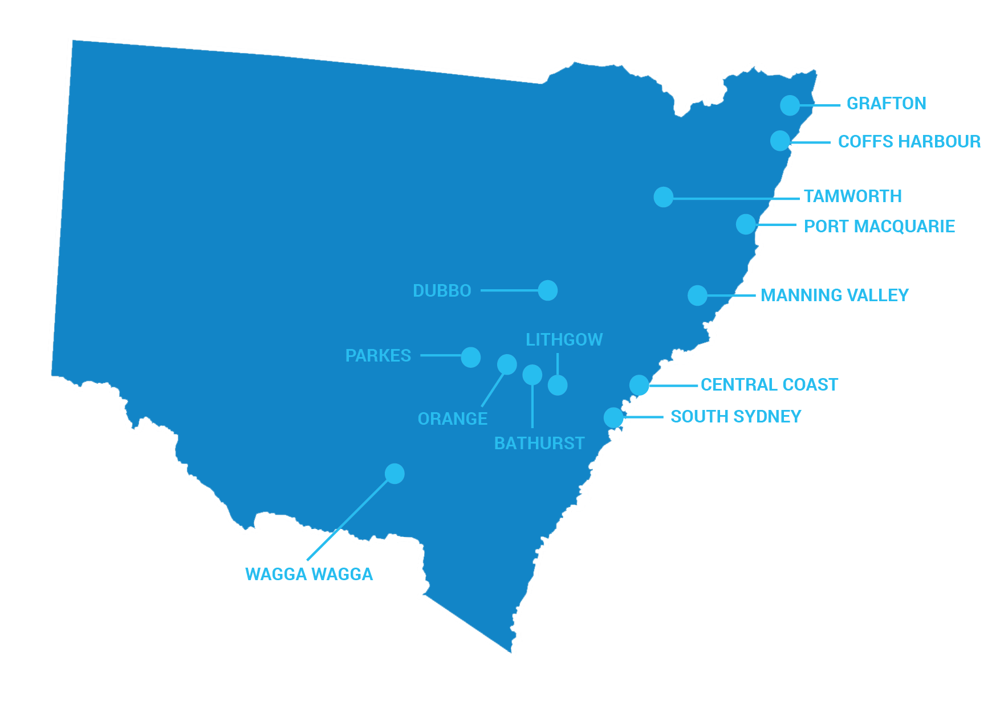 GRAFTON
COFFS HARBOUR
TAMWORTH
PORT MACQUARIE
DUBBO
MANNING VALLEY
LITHGOW
PARKES
CENTRAL COAST
ORANGE
SOUTH SYDNEY
BATHURST
WAGGA WAGGA